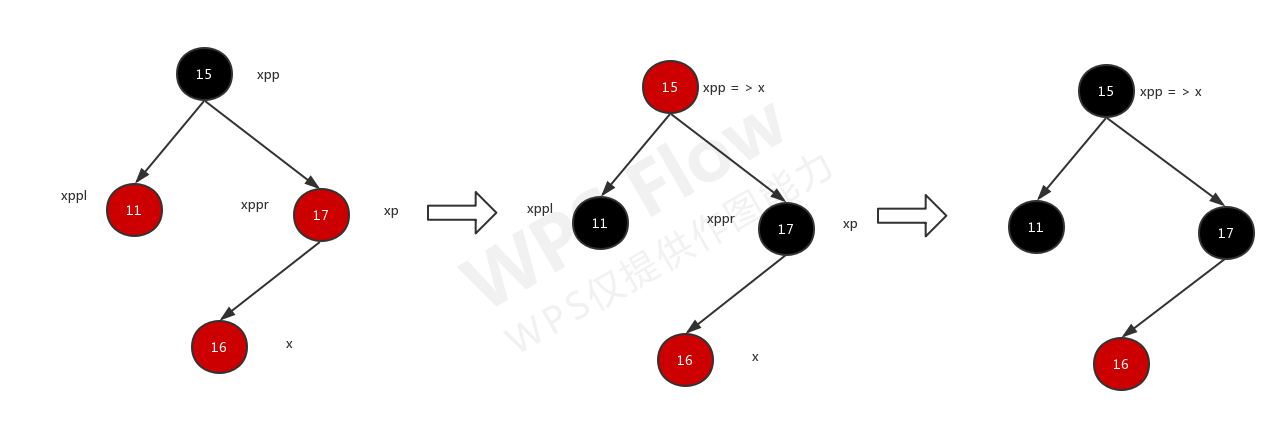 15
xpp
xppl
11
xppr
17
xp
16
x
15
xpp = > x
xppl
11
xppr
17
xp
16
x
15
xpp = > x
11
17
16
WPS Flow
WPS仅提供作图能力